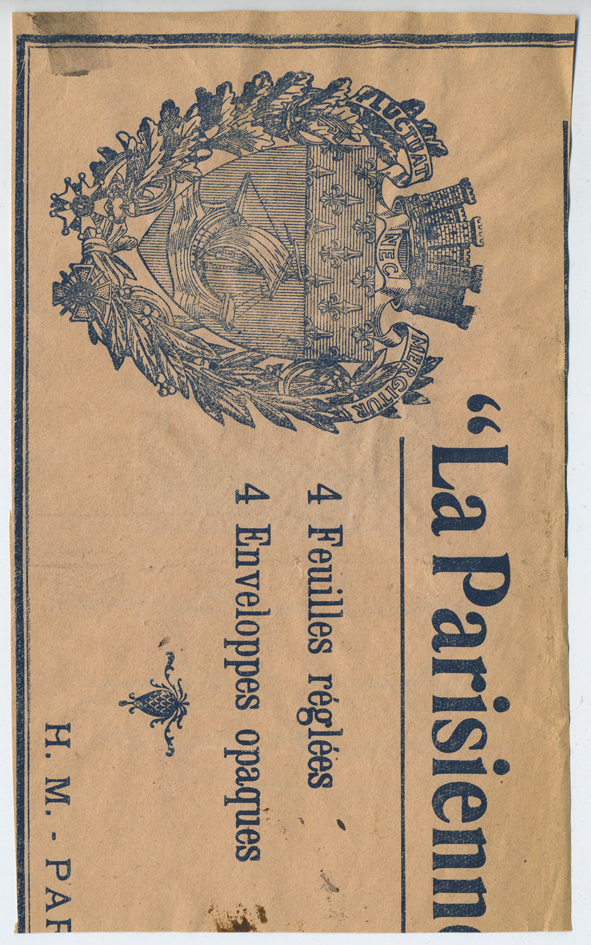 FLUCTUAT
NEC
MERGITUR
“La Parisienne
4 Feuilles réglées
4 Enveloppes opaques
H. M. - PAR